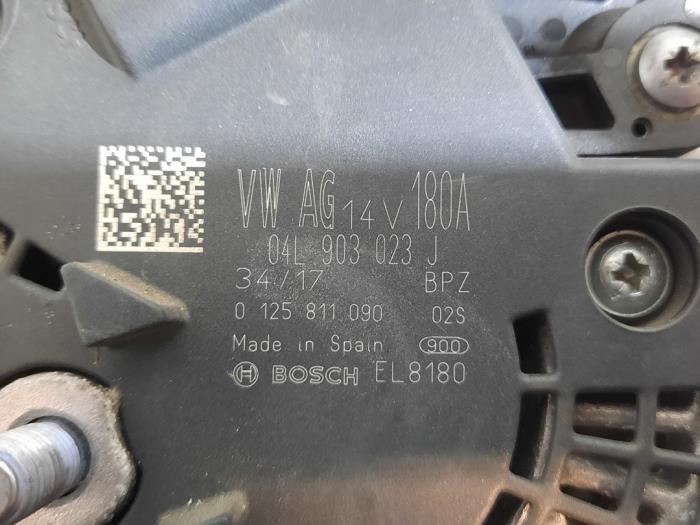 VW AG 14V 180A
04L 903 023 J
34/17 BPZ
0 125 811 090 02S
Made in Spain 900
BOSCH EL8180